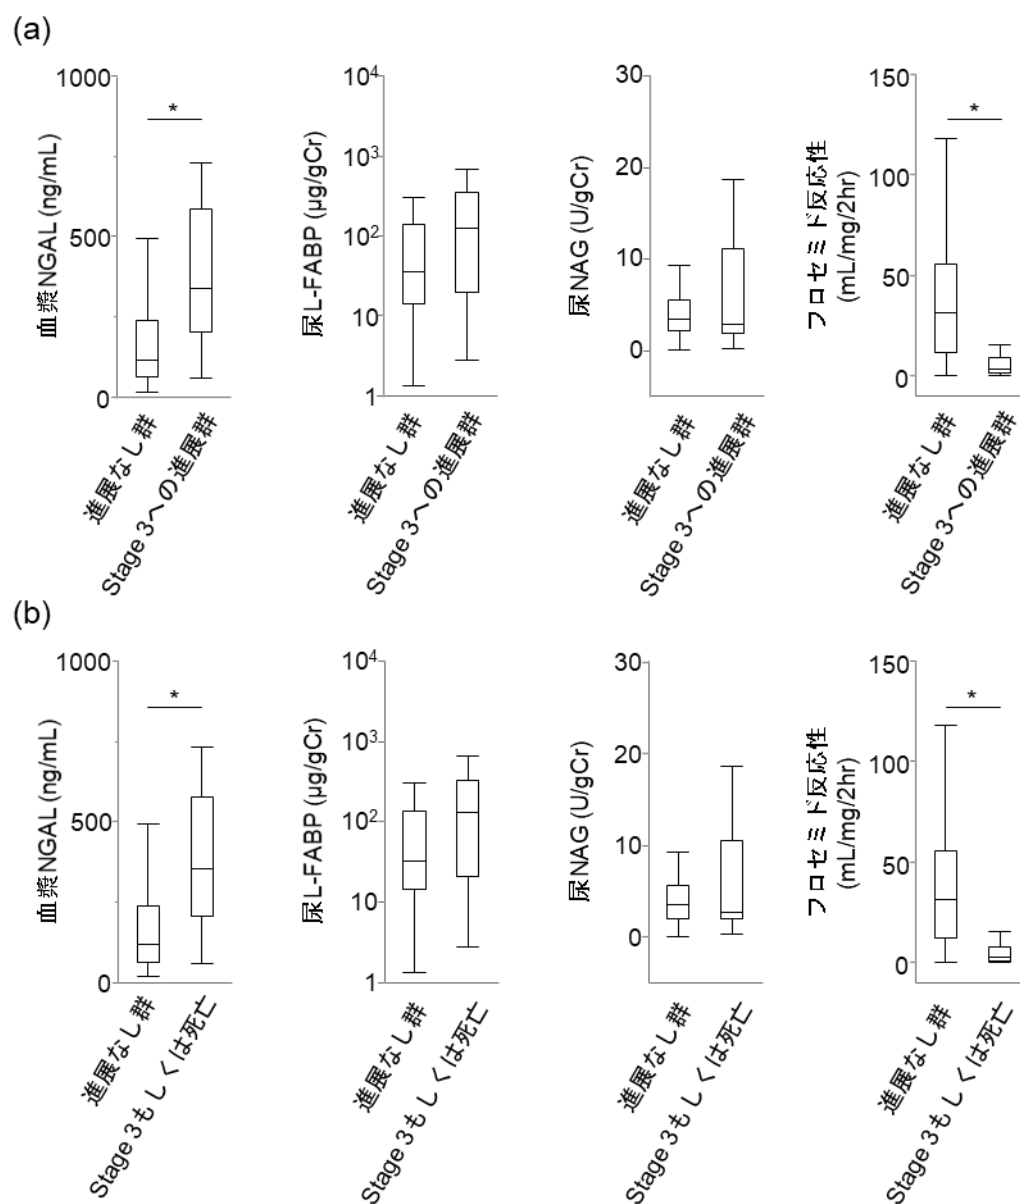 (a)
血漿NGAL (ng/mL)
1000
500
0
*
進展なし群
Stage 3への進展群
尿L-FABP (μg/gCr)
10⁴
10³
10²
10
1
進展なし群
Stage 3への進展群
尿NAG (U/gCr)
30
20
10
0
進展なし群
Stage 3への進展群
フロセミド反応性
(mL/mg/2hr)
150
100
50
0
*
進展なし群
Stage 3への進展群
(b)
血漿NGAL (ng/mL)
1000
500
0
*
進展なし群
Stage 3もしくは死亡
尿L-FABP (μg/gCr)
10⁴
10³
10²
10
1
進展なし群
Stage 3もしくは死亡
尿NAG (U/gCr)
30
20
10
0
進展なし群
Stage 3もしくは死亡
フロセミド反応性
(mL/mg/2hr)
150
100
50
0
*
進展なし群
Stage 3もしくは死亡